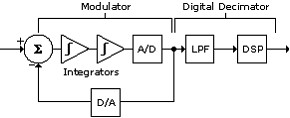 Modulator
Digital Decimator
+
Σ
∫
∫
A/D
LPF
DSP
−
Integrators
D/A